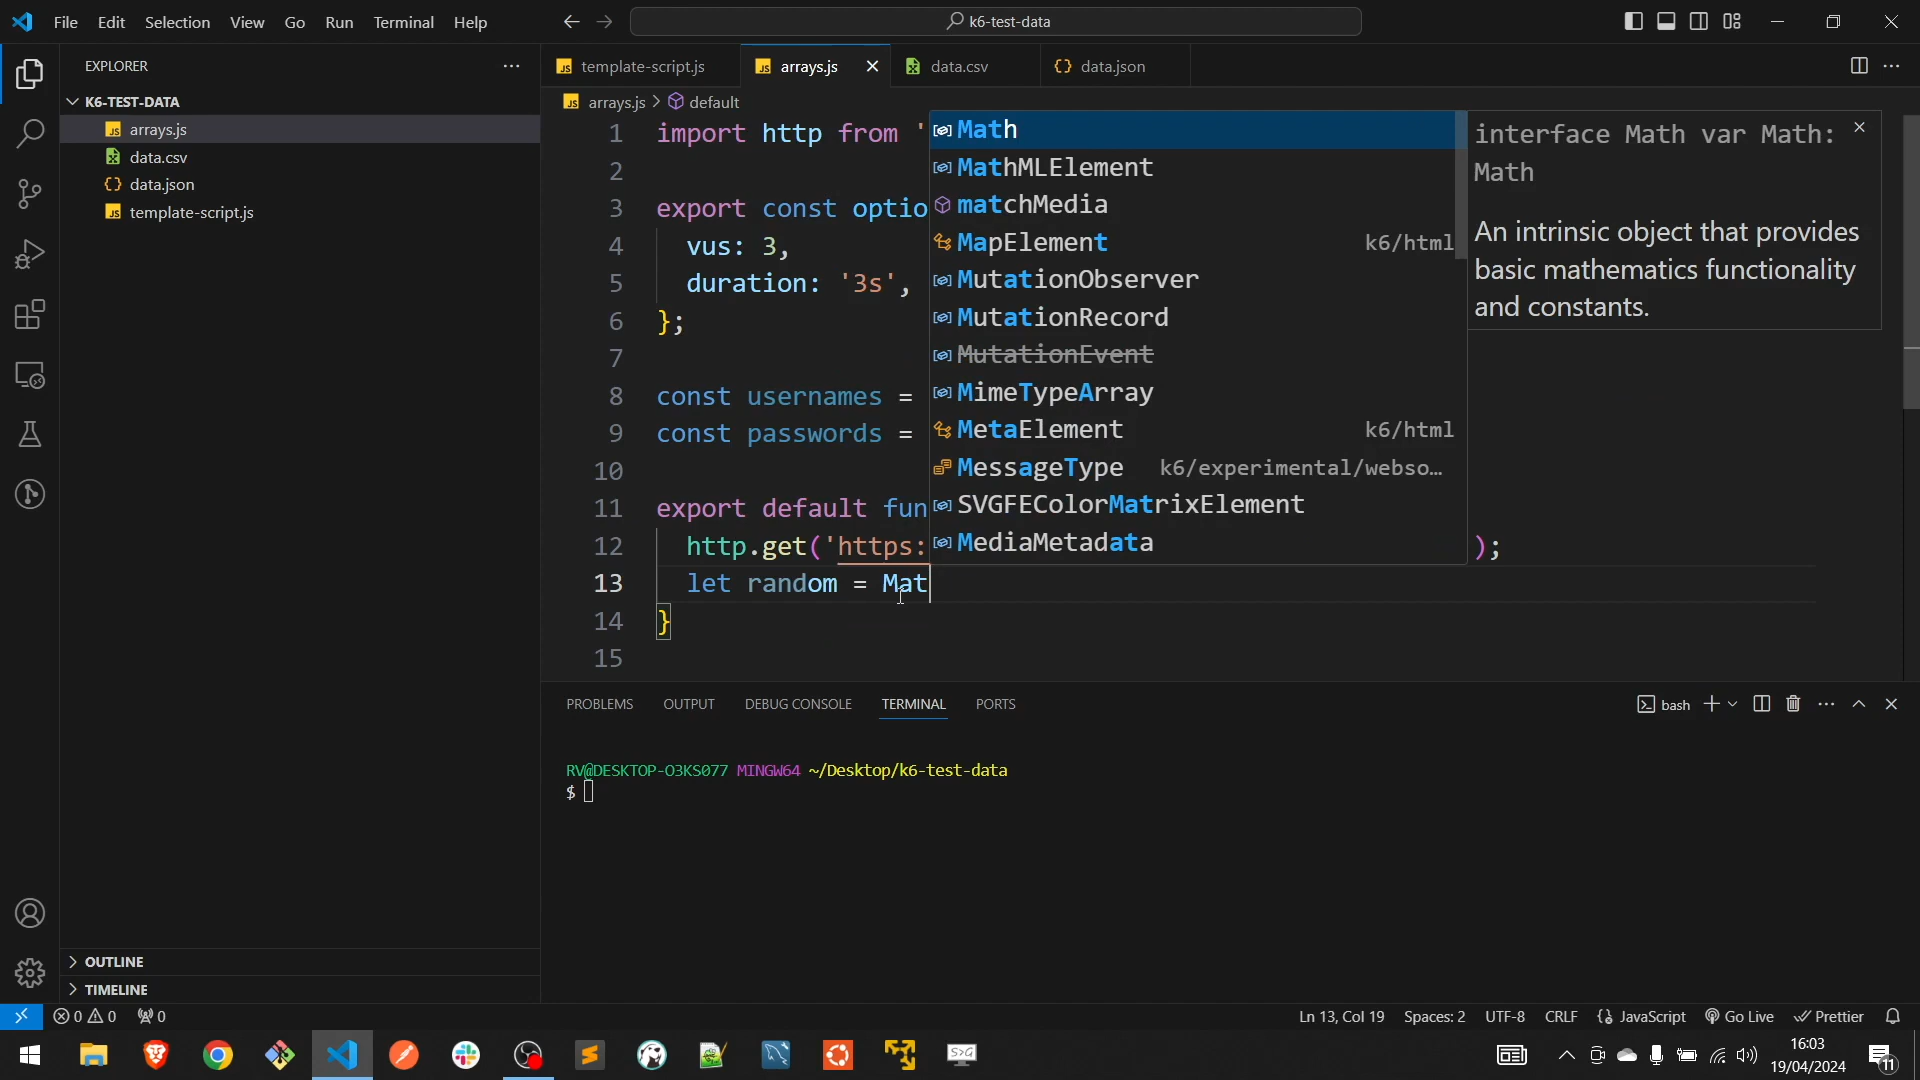 File Edit Selection View Go Run Terminal Help
k6-test-data
EXPLORER
K6-TEST-DATA
arrays.js
data.csv
data.json
template-script.js
OUTLINE
TIMELINE
template-script.js
arrays.js
data.csv
data.json
arrays.js > default
1 import http from '
2
3 export const optio
4 vus: 3,
5 duration: '3s',
6 };
7
8 const usernames =
9 const passwords =
10
11 export default fun
12 http.get('https: );
13 let random = Mat
14 }
15
Math
MathMLElement
matchMedia
MapElement k6/html
MutationObserver
MutationRecord
MutationEvent
MimeTypeArray
MetaElement k6/html
MessageType k6/experimental/webso…
SVGFEColorMatrixElement
MediaMetadata
interface Math var Math:
Math
An intrinsic object that provides
basic mathematics functionality
and constants.
PROBLEMS OUTPUT DEBUG CONSOLE TERMINAL PORTS
bash
RV@DESKTOP-O3KS077 MINGW64 ~/Desktop/k6-test-data
$
0 0 0
Ln 13, Col 19 Spaces: 2 UTF-8 CRLF JavaScript Go Live Prettier
16:03
19/04/2024
11